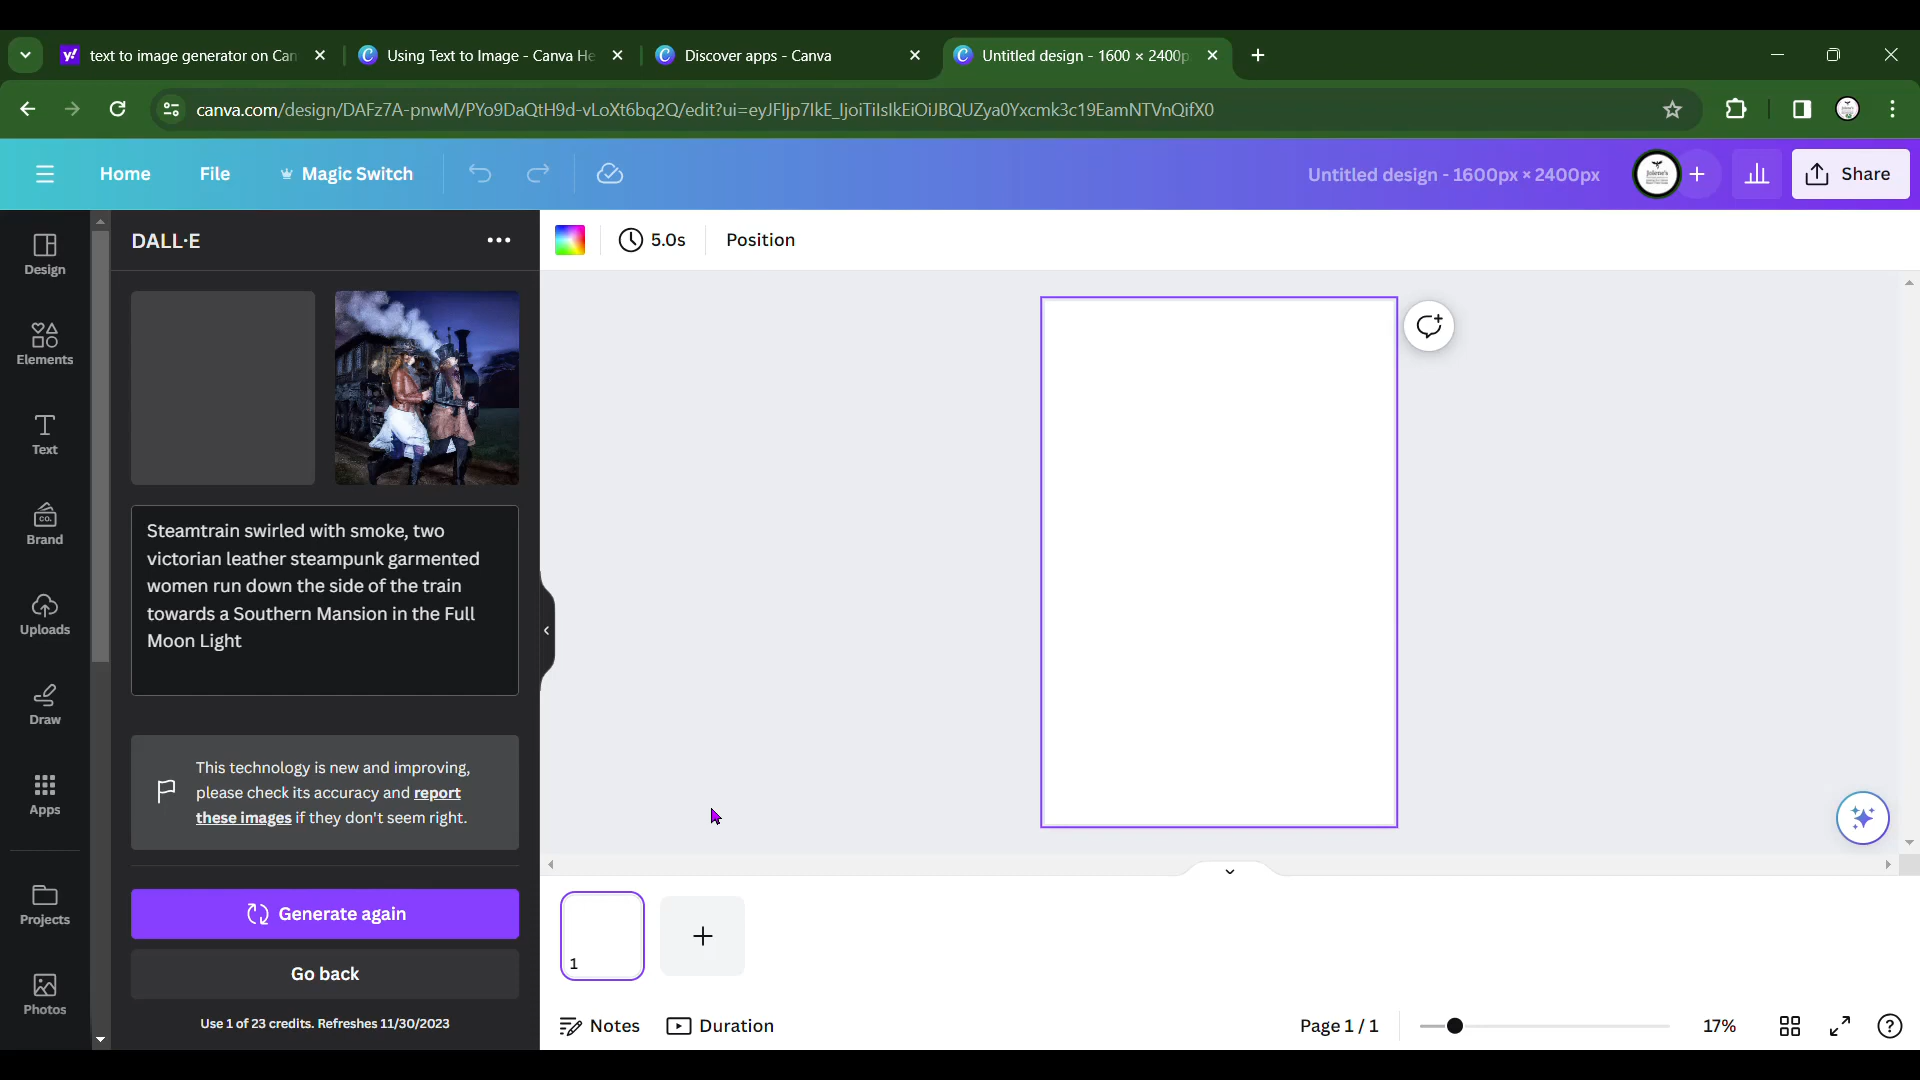 text to image generator on Can
Using Text to Image - Canva He
Discover apps - Canva
Untitled design - 1600 × 2400p
canva.com/design/DAFz7A-pnwM/PYo9DaQtH9d-vLoXt6bq2Q/edit?ui=eyJFIjp7IkE_IjoiTiIsIkEiOiJBQUZya0Yxcmk3c19EamNTVnQifX0
Home
File
Magic Switch
Untitled design - 1600px × 2400px
Share
Design
Elements
Text
Brand
Uploads
Draw
Apps
Projects
Photos
DALL·E
5.0s
Position
Steamtrain swirled with smoke, two
victorian leather steampunk garmented
women run down the side of the train
towards a Southern Mansion in the Full
Moon Light
This technology is new and improving,
please check its accuracy and report
these images if they don't seem right.
Generate again
Go back
Use 1 of 23 credits. Refreshes 11/30/2023
1
Notes
Duration
Page 1 / 1
17%